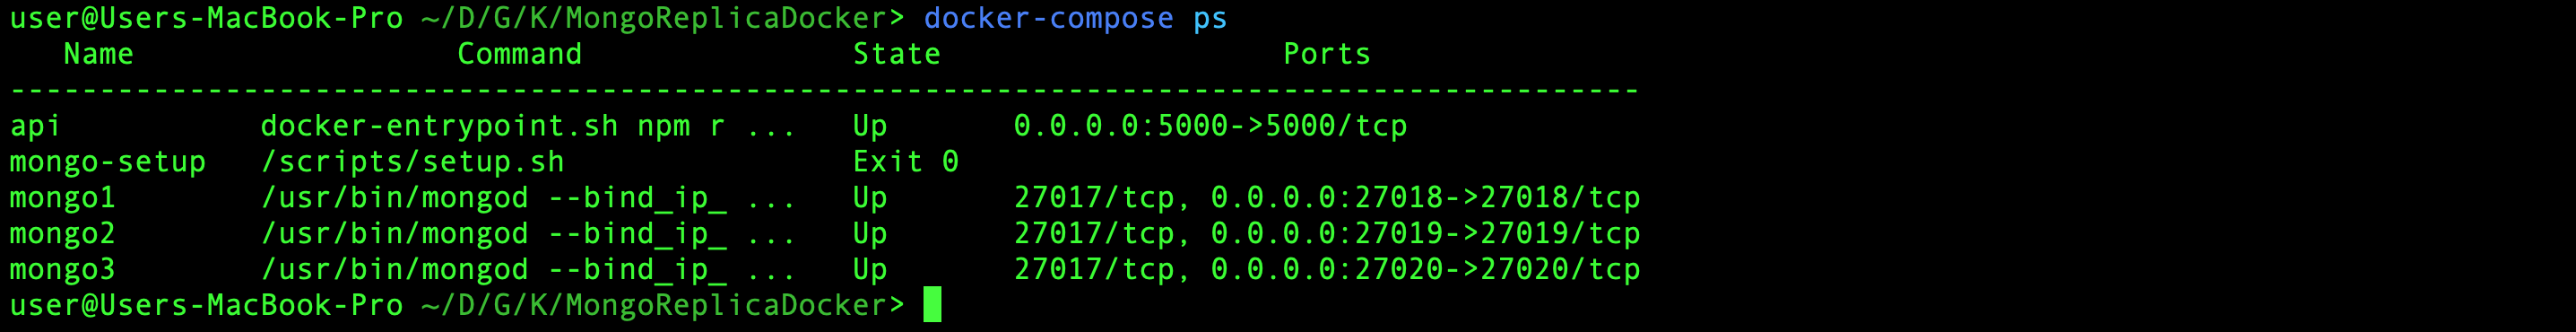 user@Users-MacBook-Pro ~/D/G/K/MongoReplicaDocker> docker-compose ps
   Name                  Command               State                   Ports
-------------------------------------------------------------------------------------------
api           docker-entrypoint.sh npm r ...   Up       0.0.0.0:5000->5000/tcp
mongo-setup   /scripts/setup.sh                Exit 0
mongo1        /usr/bin/mongod --bind_ip_ ...   Up       27017/tcp, 0.0.0.0:27018->27018/tcp
mongo2        /usr/bin/mongod --bind_ip_ ...   Up       27017/tcp, 0.0.0.0:27019->27019/tcp
mongo3        /usr/bin/mongod --bind_ip_ ...   Up       27017/tcp, 0.0.0.0:27020->27020/tcp
user@Users-MacBook-Pro ~/D/G/K/MongoReplicaDocker>